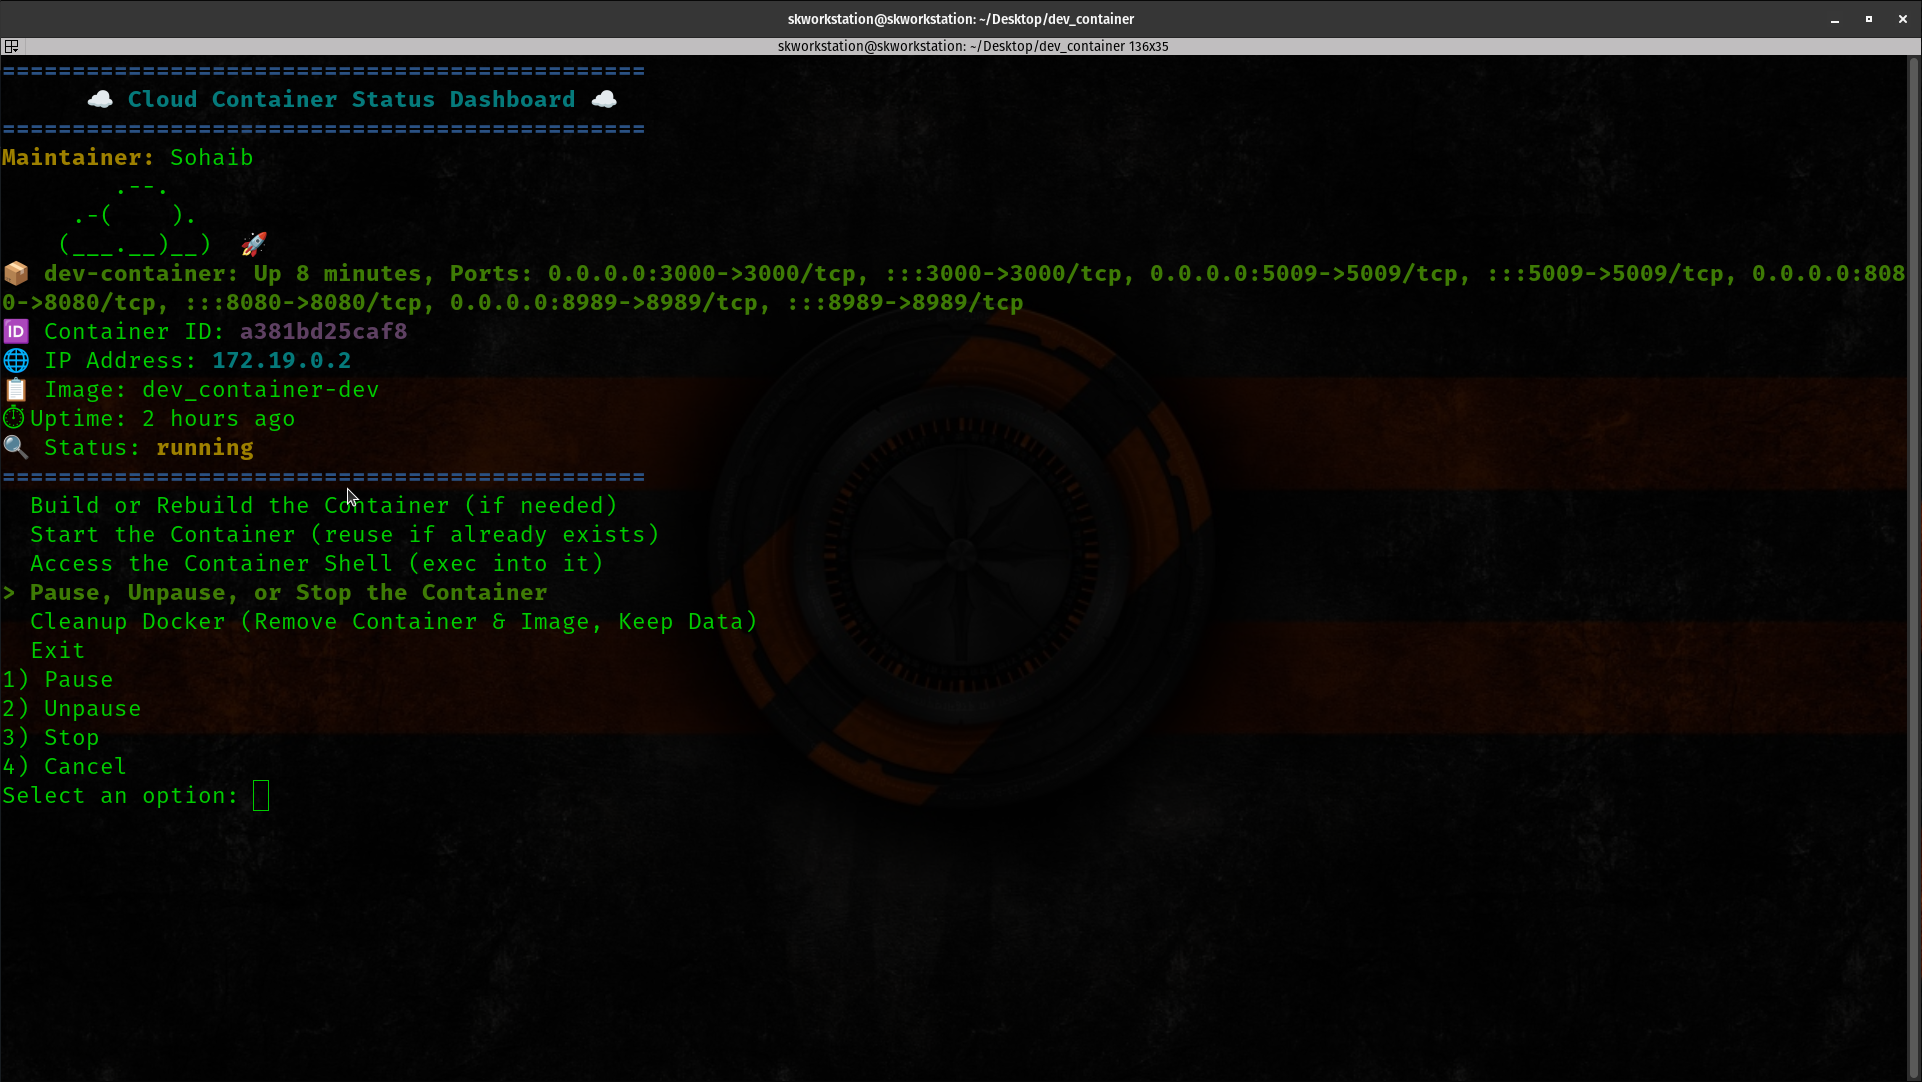 skworkstation@skworkstation: ~/Desktop/dev_container
skworkstation@skworkstation: ~/Desktop/dev_container 136x35
==============================================
☁️ Cloud Container Status Dashboard ☁️
==============================================
Maintainer: Sohaib
.--.
.-(    ).
(___.__)__)  🚀
📦 dev-container: Up 8 minutes, Ports: 0.0.0.0:3000->3000/tcp, :::3000->3000/tcp, 0.0.0.0:5009->5009/tcp, :::5009->5009/tcp, 0.0.0.0:808
0->8080/tcp, :::8080->8080/tcp, 0.0.0.0:8989->8989/tcp, :::8989->8989/tcp
🆔 Container ID: a381bd25caf8
🌐 IP Address: 172.19.0.2
📋 Image: dev_container-dev
⏱Uptime: 2 hours ago
🔍 Status: running
==============================================
Build or Rebuild the Container (if needed)
Start the Container (reuse if already exists)
Access the Container Shell (exec into it)
> Pause, Unpause, or Stop the Container
Cleanup Docker (Remove Container & Image, Keep Data)
Exit
1) Pause
2) Unpause
3) Stop
4) Cancel
Select an option: